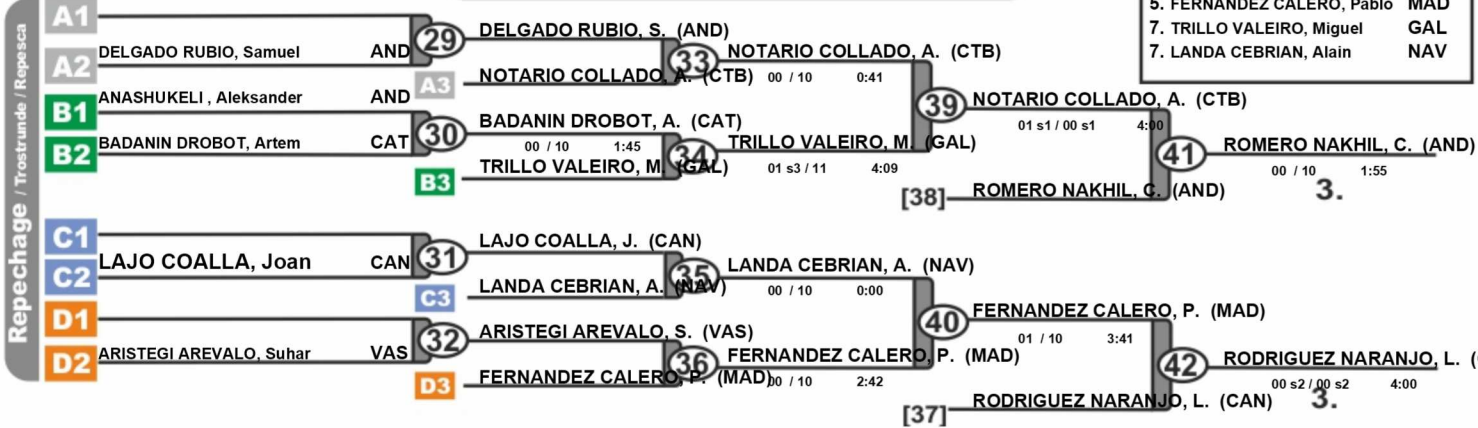 5. FERNANDEZ CALERO, Pablo MAD
7. TRILLO VALEIRO, Miguel GAL
7. LANDA CEBRIAN, Alain NAV
Repechage / Trostrunde / Repesca
A1
A2
DELGADO RUBIO, Samuel AND
29
DELGADO RUBIO, S. (AND)
A3
NOTARIO COLLADO, A. (CTB)
33
NOTARIO COLLADO, A. (CTB)
00 / 10 0:41
B1
ANASHUKELI , Aleksander AND
B2
BADANIN DROBOT, Artem CAT
30
BADANIN DROBOT, A. (CAT)
00 / 10 1:45
B3
TRILLO VALEIRO, M. (GAL)
34
TRILLO VALEIRO, M. (GAL)
01 s3 / 11 4:09
39
NOTARIO COLLADO, A. (CTB)
01 s1 / 00 s1 4:00
[38]
ROMERO NAKHIL, C. (AND)
41
ROMERO NAKHIL, C. (AND)
00 / 10 1:55
3.
C1
C2
LAJO COALLA, Joan CAN
31
LAJO COALLA, J. (CAN)
C3
LANDA CEBRIAN, A. (NAV)
35
LANDA CEBRIAN, A. (NAV)
00 / 10 0:00
D1
D2
ARISTEGI AREVALO, Suhar VAS
32
ARISTEGI AREVALO, S. (VAS)
D3
FERNANDEZ CALERO, P. (MAD)
36
FERNANDEZ CALERO, P. (MAD)
00 / 10 2:42
40
FERNANDEZ CALERO, P. (MAD)
01 / 10 3:41
[37]
RODRIGUEZ NARANJO, L. (CAN)
42
RODRIGUEZ NARANJO, L. (
00 s2 / 00 s2 4:00
3.